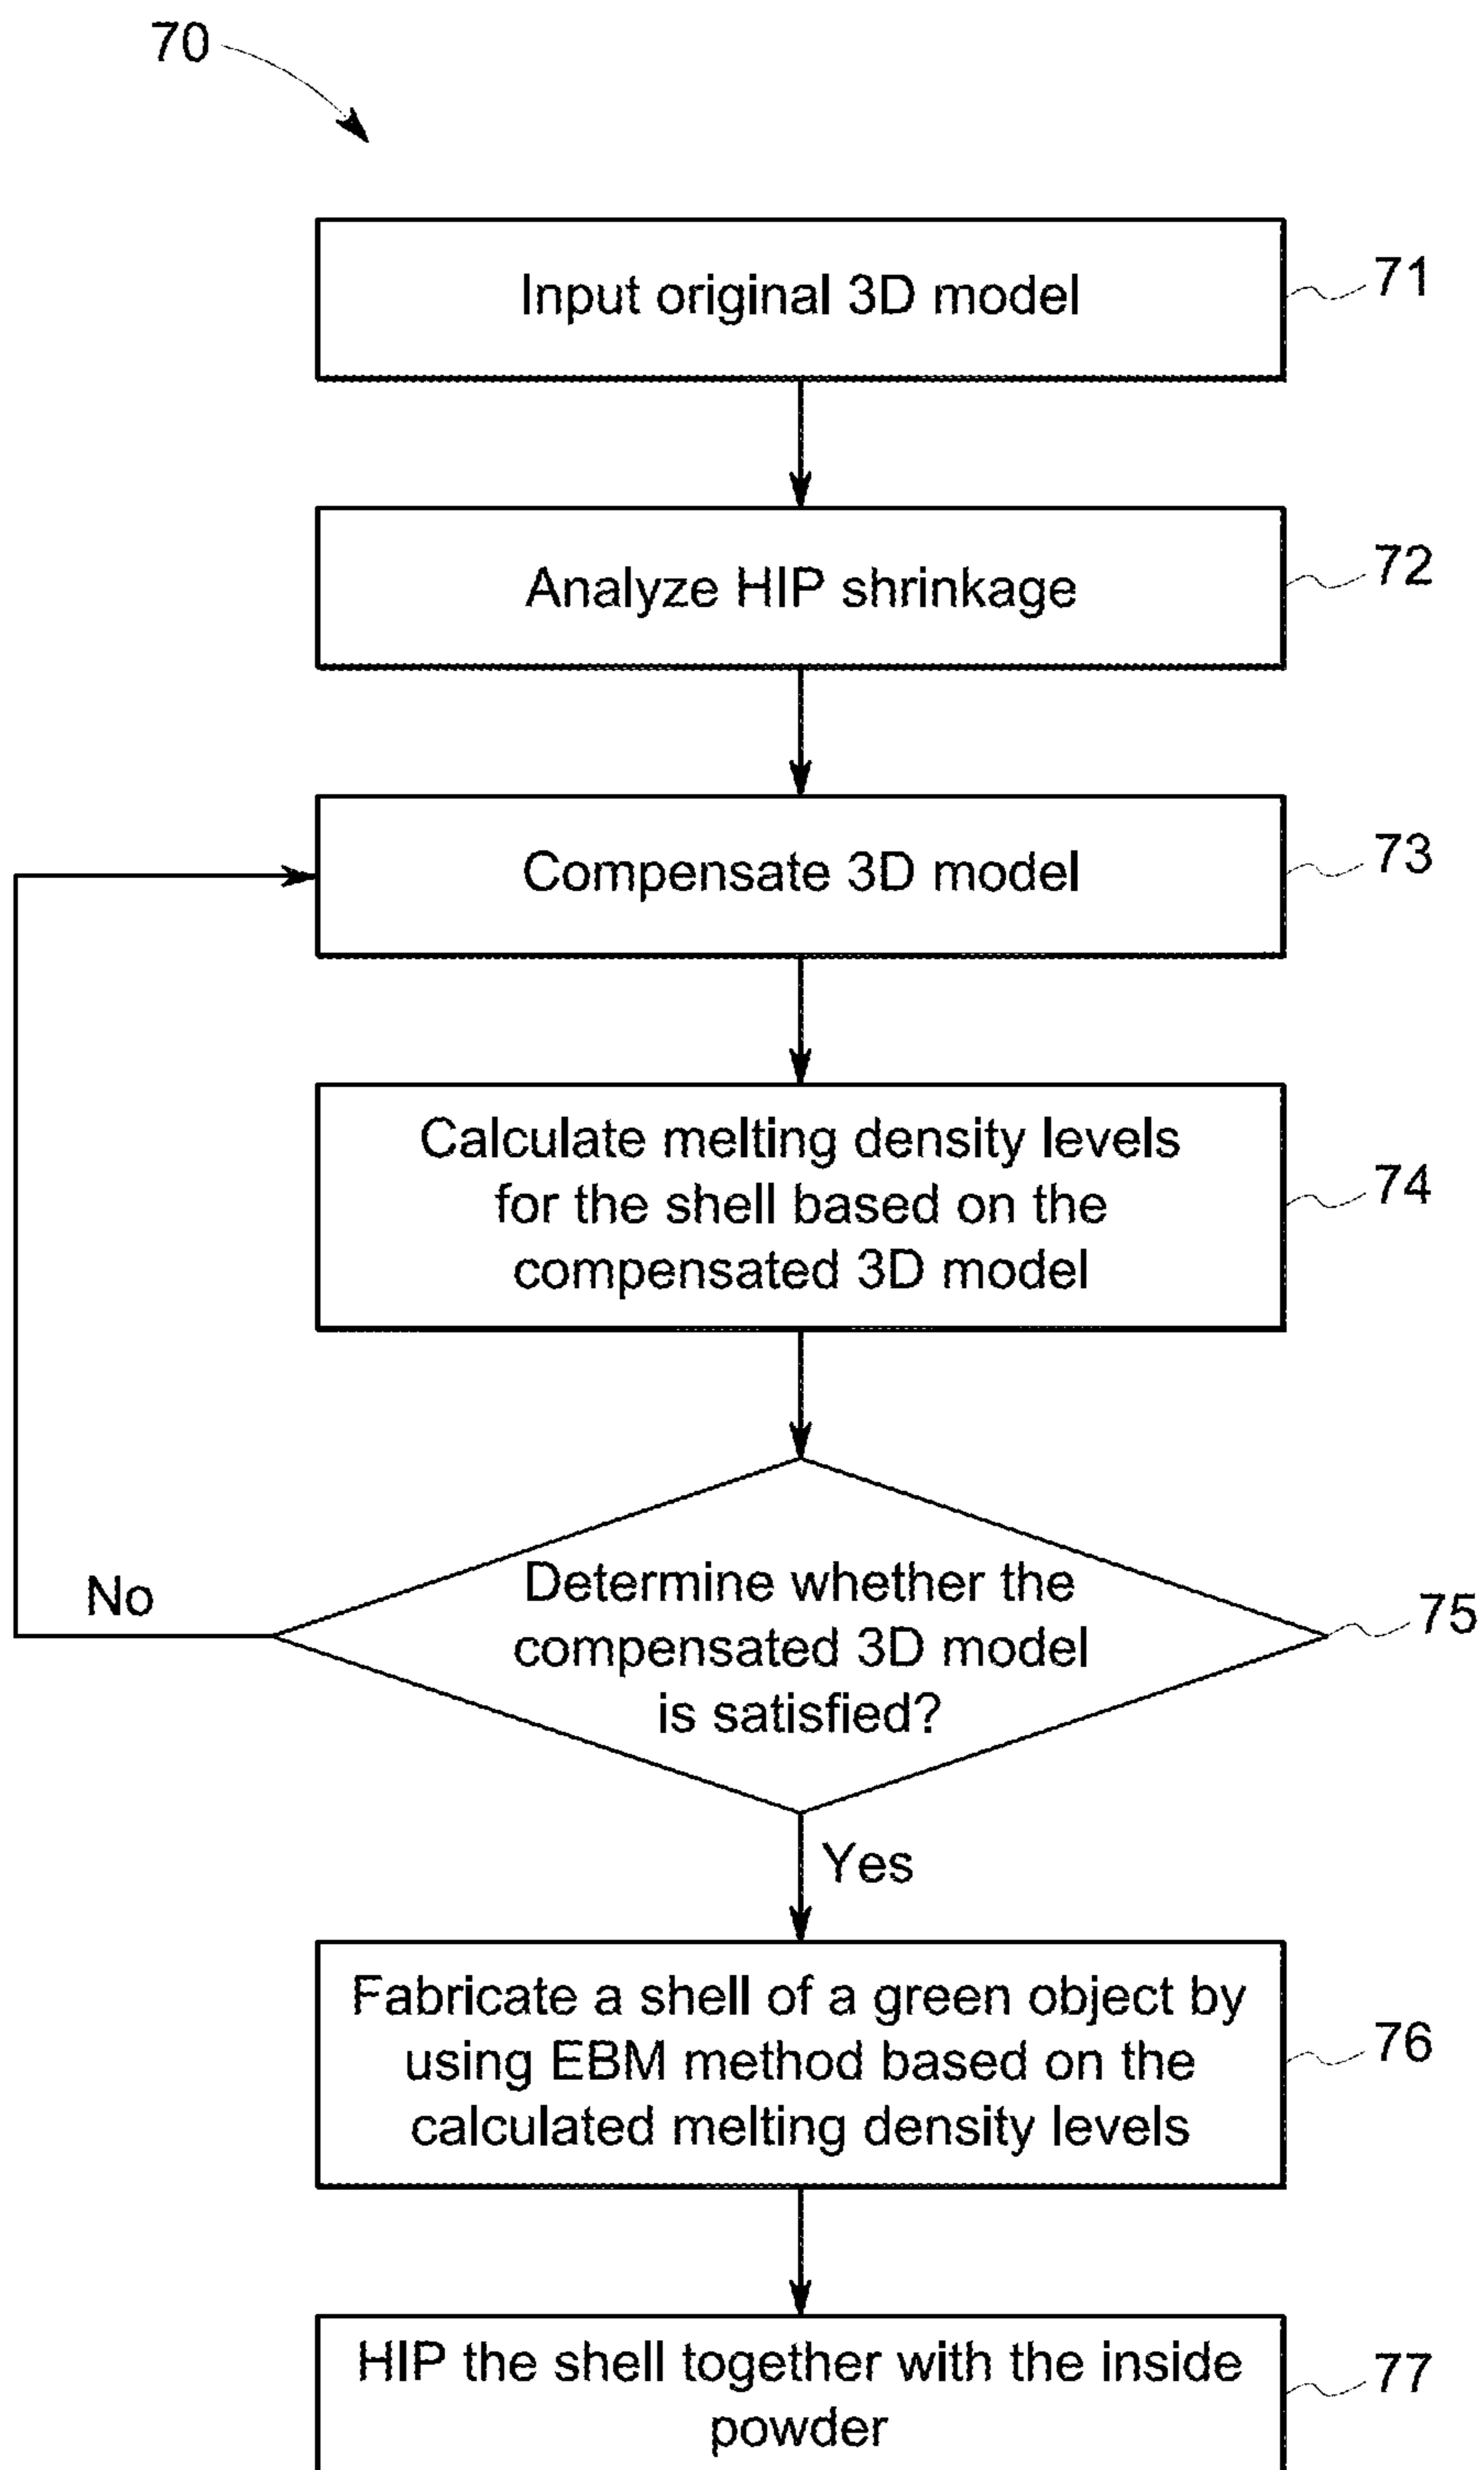 70
Input original 3D model
71
Analyze HIP shrinkage
72
Compensate 3D model
73
Calculate melting density levels
for the shell based on the
compensated 3D model
74
Determine whether the
compensated 3D model
is satisfied?
75
No
Yes
Fabricate a shell of a green object by
using EBM method based on the
calculated melting density levels
76
HIP the shell together with the inside
powder
77